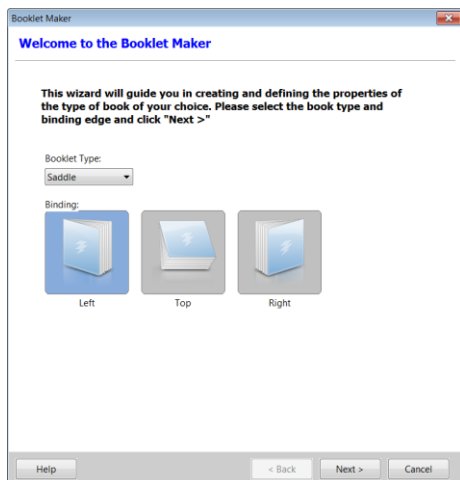 Booklet Maker
Welcome to the Booklet Maker
This wizard will guide you in creating and defining the properties of
the type of book of your choice. Please select the book type and
binding edge and click "Next >"
Booklet Type:
Saddle
Binding:
Left Top Right
Help < Back Next > Cancel